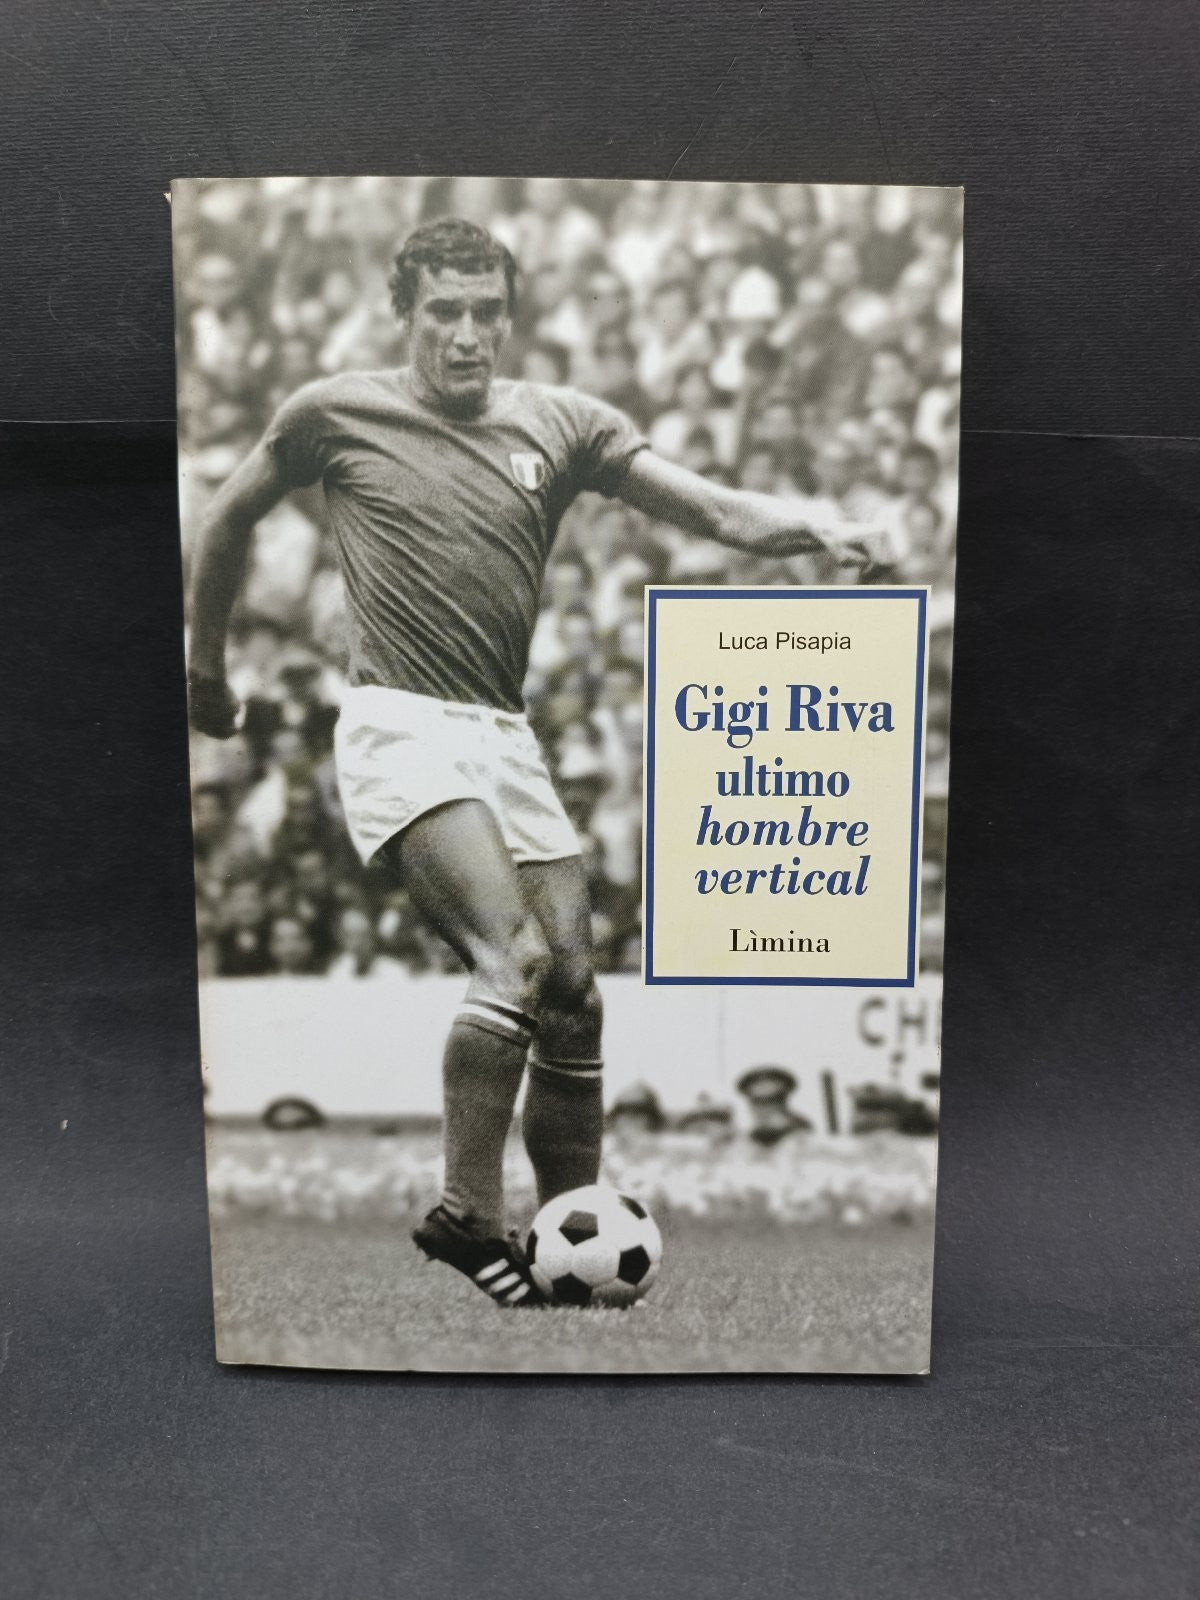 Luca Pisapia
Gigi Riva
ultimo
hombre
vertical
Lìmina